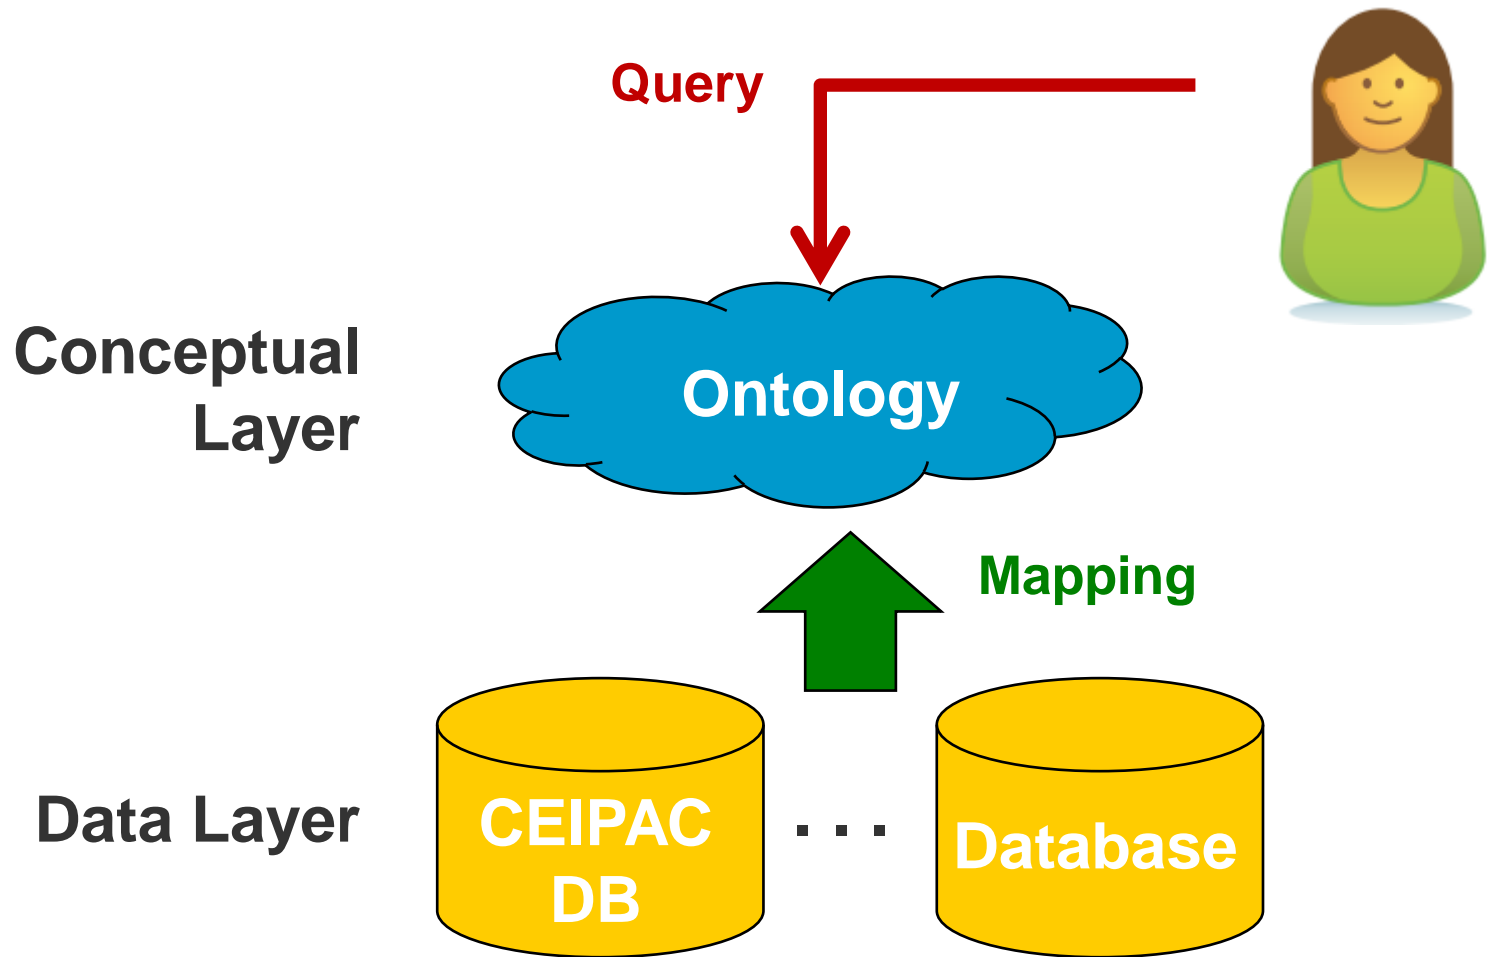 Query
Conceptual
Layer
Ontology
Mapping
Data Layer
CEIPAC
DB
. . .
Database